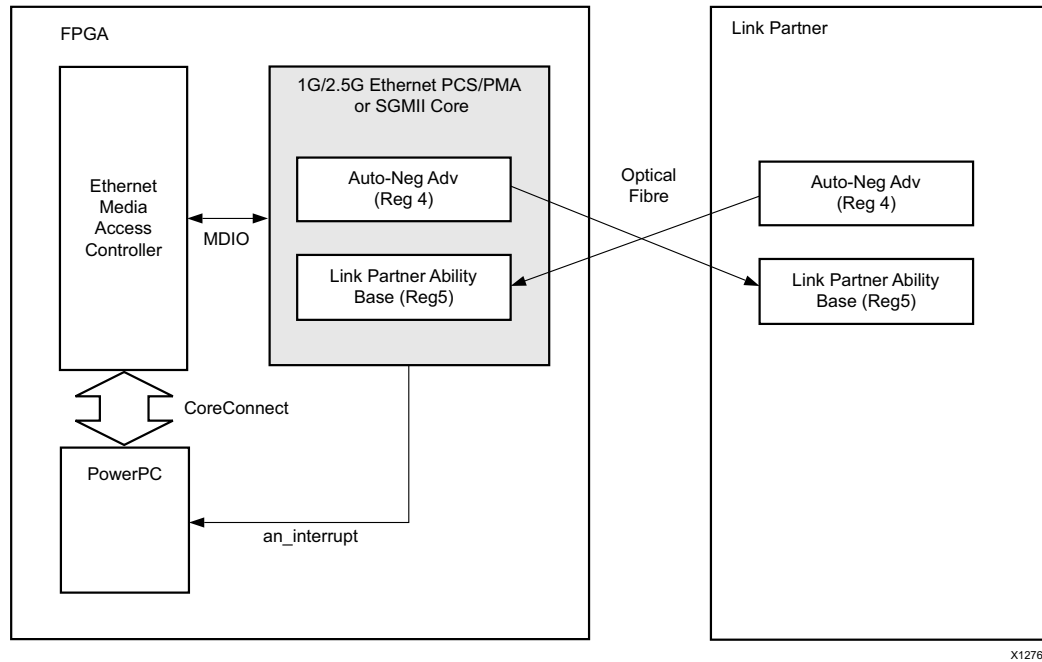 FPGA
Link Partner
1G/2.5G Ethernet PCS/PMA
or SGMII Core
Auto-Neg Adv
(Reg 4)
Optical
Fibre
Auto-Neg Adv
(Reg 4)
Ethernet
Media
Access
Controller
MDIO
Link Partner Ability
Base (Reg5)
Link Partner Ability
Base (Reg5)
CoreConnect
PowerPC
an_interrupt
X1276